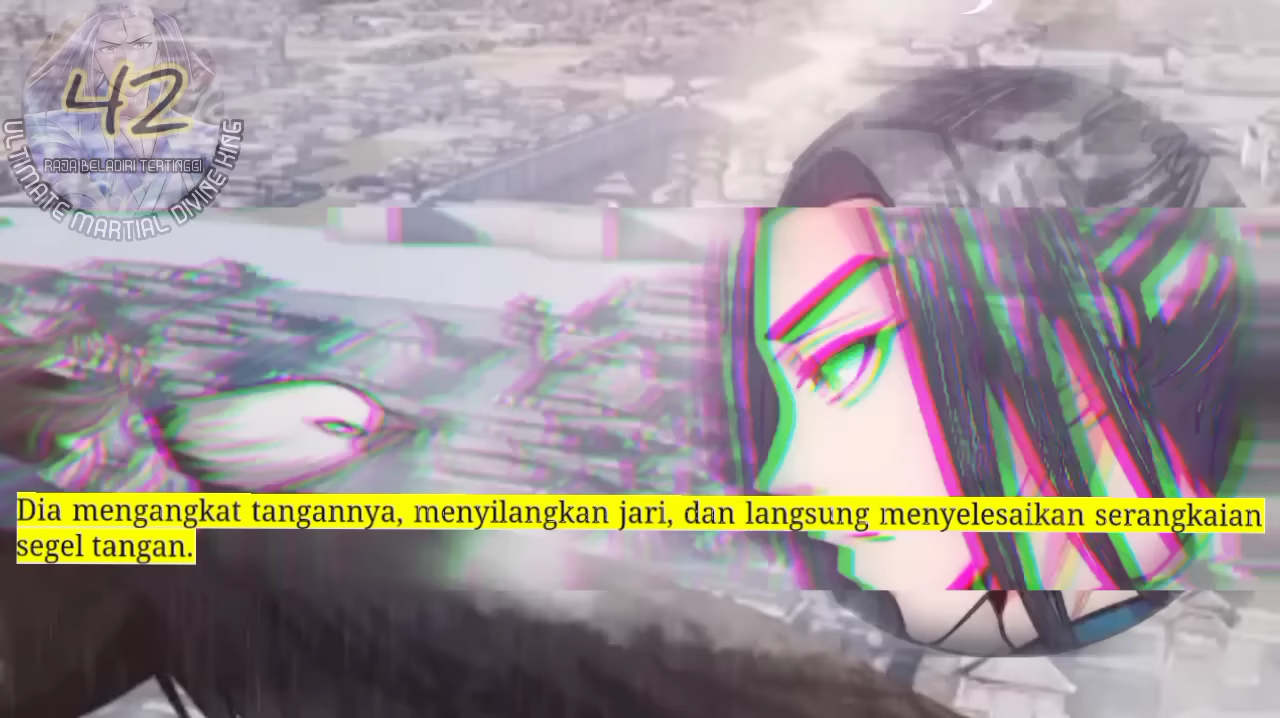 42
RAJA BELADIRI TERTINGGI
ULTIMATE MARTIAL DIVINE KING
Dia mengangkat tangannya, menyilangkan jari, dan langsung menyelesaikan serangkaian
segel tangan.